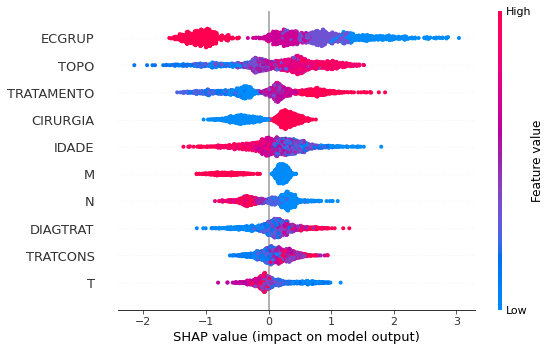 High
ECGRUP
TOPO
TRATAMENTO
CIRURGIA
IDADE
M
N
DIAGTRAT
TRATCONS
T
Feature value
Low
−2
−1
0
1
2
3
SHAP value (impact on model output)